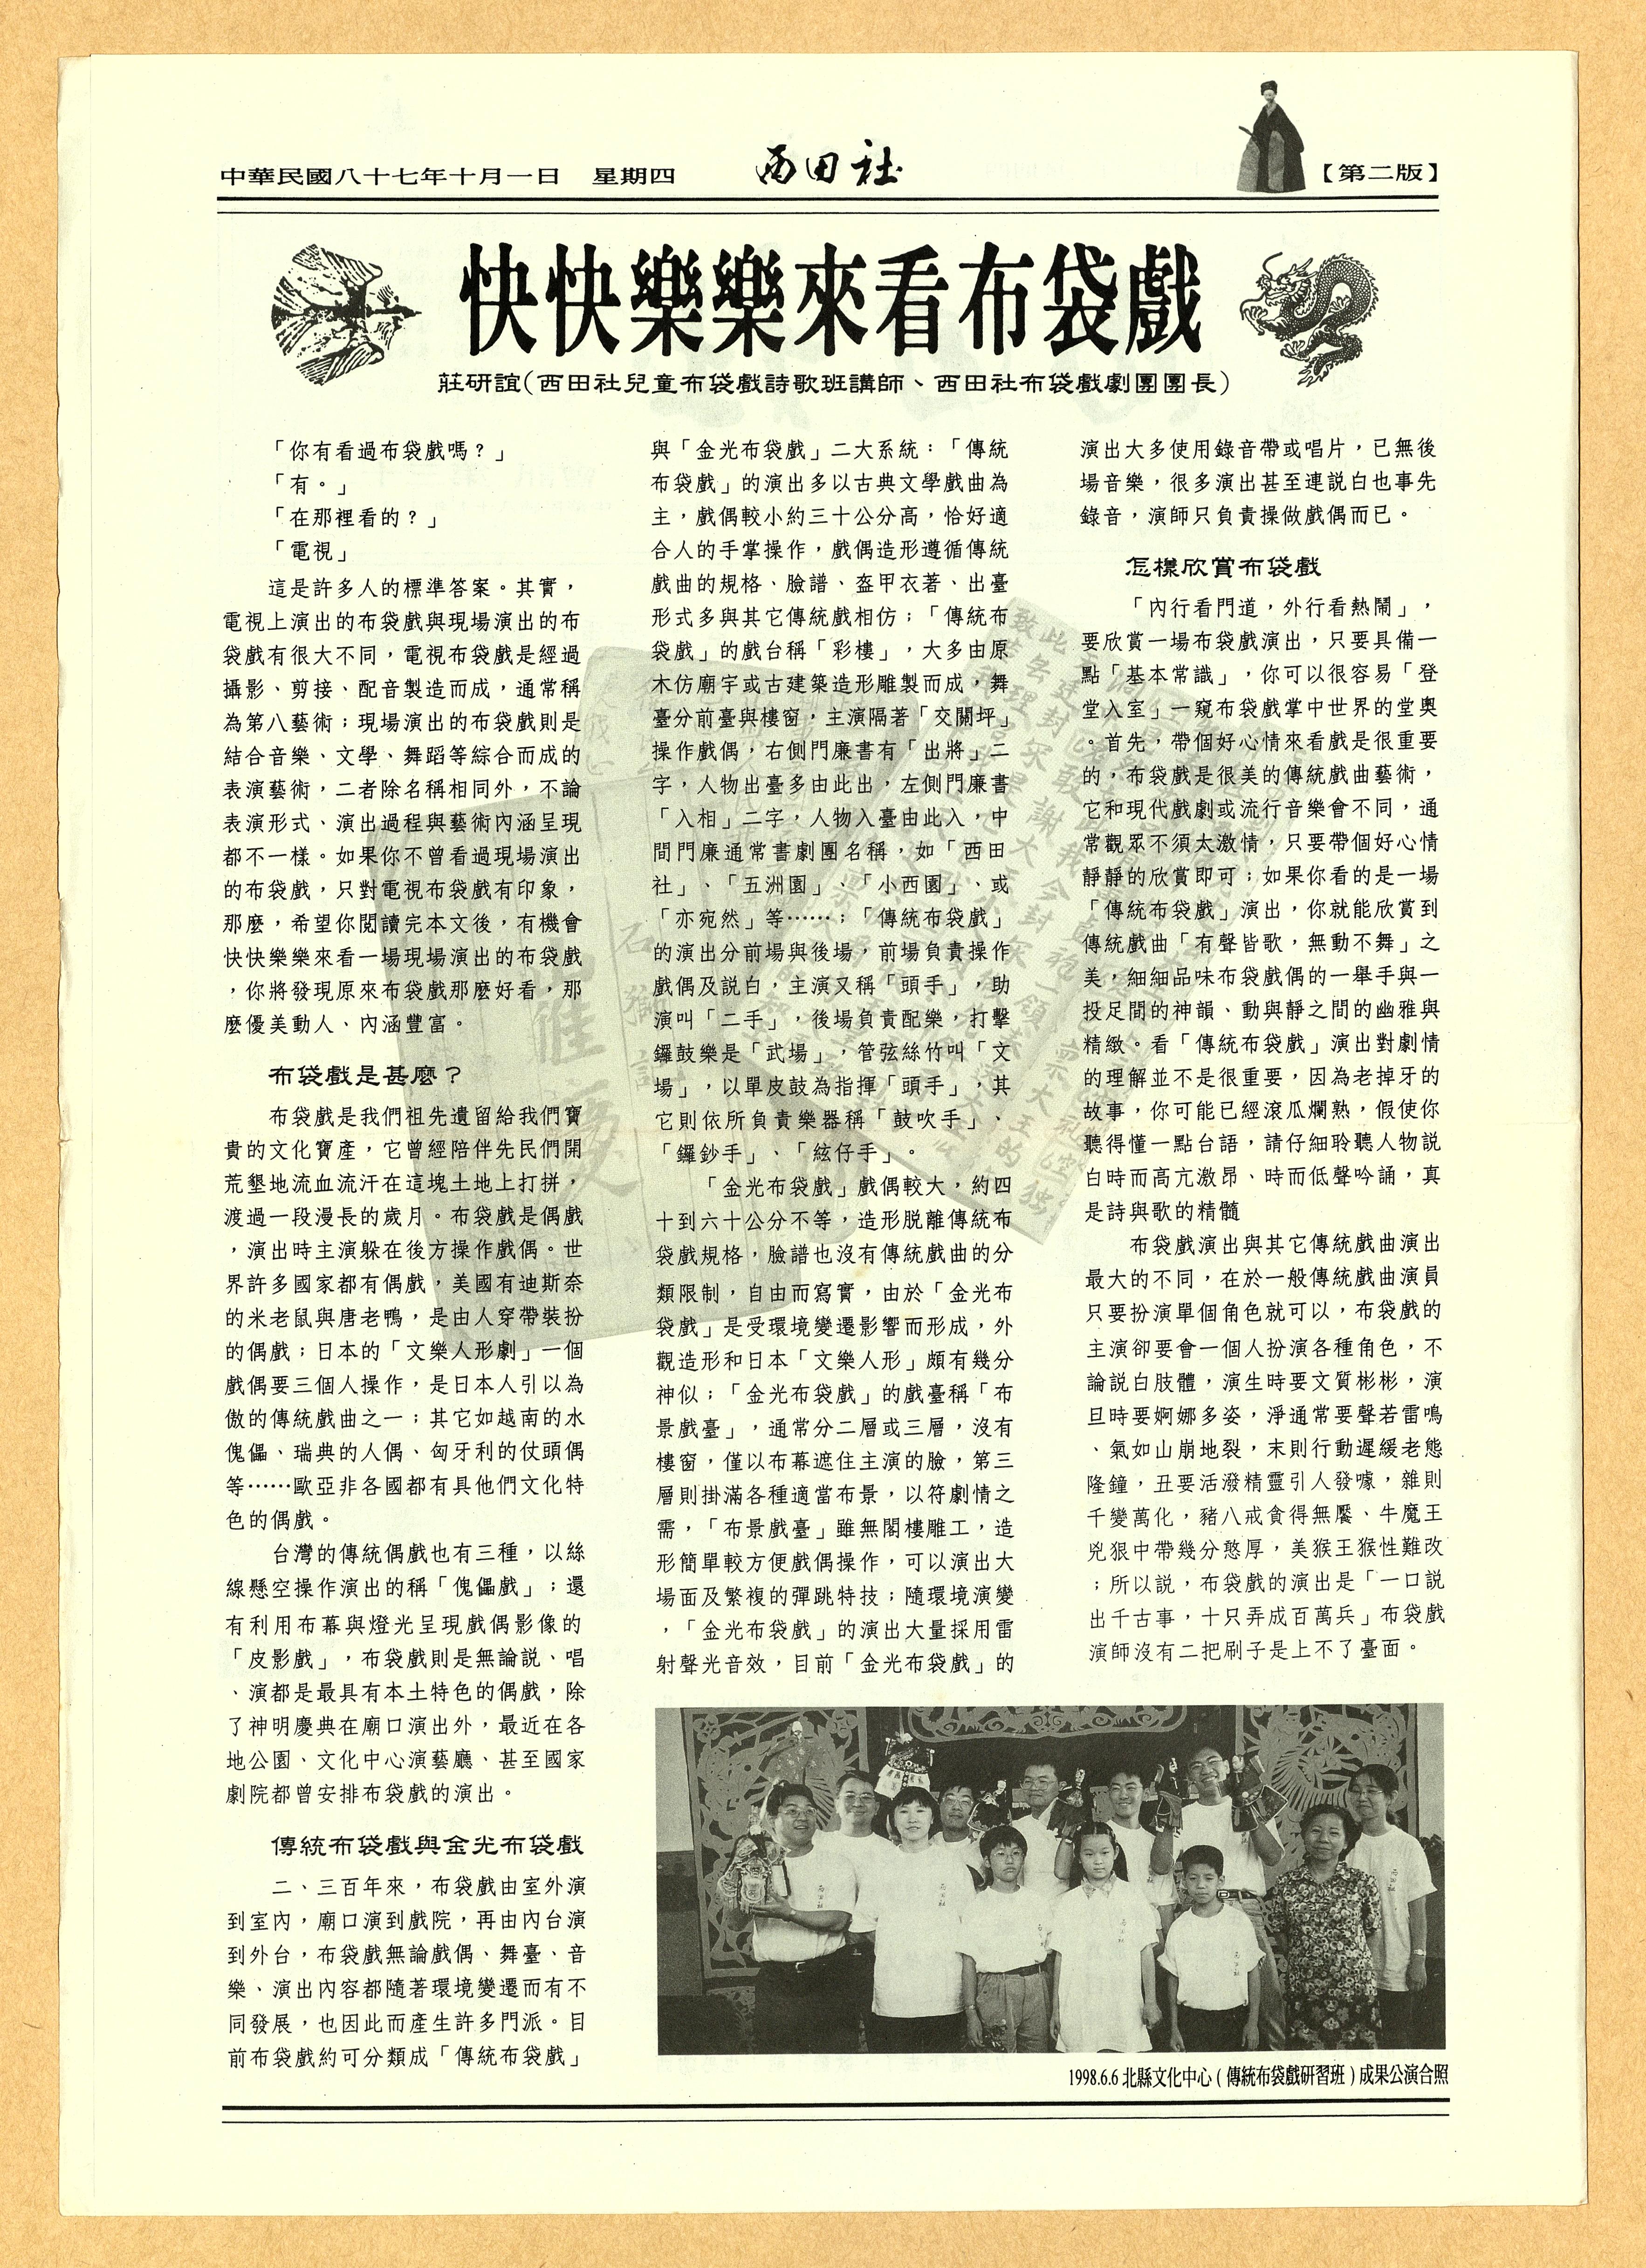 中華民國八十七年十月一日 星期四
西田社
【第二版】
快快樂樂來看布袋戲
莊研誼(西田社兒童布袋戲詩歌班講師、西田社布袋戲劇團團長)
「你有看過布袋戲嗎？」
「有。」
「在那裡看的？」
「電視」
這是許多人的標準答案。其實，
電視上演出的布袋戲與現場演出的布
袋戲有很大不同，電視布袋戲是經過
攝影、剪接、配音製造而成，通常稱
為第八藝術；現場演出的布袋戲則是
結合音樂、文學、舞蹈等綜合而成的
表演藝術，二者除名稱相同外，不論
表演形式、演出過程與藝術內涵呈現
都不一樣。如果你不曾看過現場演出
的布袋戲，只對電視布袋戲有印象，
那麼，希望你閱讀完本文後，有機會
快快樂樂來看一場現場演出的布袋戲
，你將發現原來布袋戲那麼好看，那
麼優美動人、內涵豐富。
布袋戲是甚麼？
布袋戲是我們祖先遺留給我們寶
貴的文化寶產，它曾經陪伴先民們開
荒墾地流血流汗在這塊土地上打拼，
渡過一段漫長的歲月。布袋戲是偶戲
，演出時主演躲在後方操作戲偶。世
界許多國家都有偶戲，美國有迪斯奈
的米老鼠與唐老鴨，是由人穿帶裝扮
的偶戲；日本的「文樂人形劇」一個
戲偶要三個人操作，是日本人引以為
傲的傳統戲曲之一；其它如越南的水
傀儡、瑞典的人偶、匈牙利的仗頭偶
等⋯⋯歐亞非各國都有具他們文化特
色的偶戲。
台灣的傳統偶戲也有三種，以絲
線懸空操作演出的稱「傀儡戲」；還
有利用布幕與燈光呈現戲偶影像的
「皮影戲」，布袋戲則是無論說、唱
、演都是最具有本土特色的偶戲，除
了神明慶典在廟口演出外，最近在各
地公園、文化中心演藝廳、甚至國家
劇院都曾安排布袋戲的演出。
傳統布袋戲與金光布袋戲
二、三百年來，布袋戲由室外演
到室內，廟口演到戲院，再由內台演
到外台，布袋戲無論戲偶、舞臺、音
樂、演出內容都隨著環境變遷而有不
同發展，也因此而產生許多門派。目
前布袋戲約可分類成「傳統布袋戲」
與「金光布袋戲」二大系統：「傳統
布袋戲」的演出多以古典文學戲曲為
主，戲偶較小約三十公分高，恰好適
合人的手掌操作，戲偶造形遵循傳統
戲曲的規格、臉譜、盔甲衣著、出臺
形式多與其它傳統戲相仿；「傳統布
袋戲」的戲台稱「彩樓」，大多由原
木仿廟宇或古建築造形雕製而成，舞
臺分前臺與樓窗，主演隔著「交關坪」
操作戲偶，右側門廉書有「出將」二
字，人物出臺多由此出，左側門廉書
「入相」二字，人物入臺由此入，中
間門廉通常書劇團名稱，如「西田
社」、「五洲園」、「小西園」、或
「亦宛然」等⋯⋯；「傳統布袋戲」
的演出分前場與後場，前場負責操作
戲偶及說白，主演又稱「頭手」，助
演叫「二手」，後場負責配樂，打擊
鑼鼓樂是「武場」，管弦絲竹叫「文
場」，以單皮鼓為指揮「頭手」，其
它則依所負責樂器稱「鼓吹手」、
「鑼鈔手」、「絃仔手」。
「金光布袋戲」戲偶較大，約四
十到六十公分不等，造形脫離傳統布
袋戲規格，臉譜也沒有傳統戲曲的分
類限制，自由而寫實，由於「金光布
袋戲」是受環境變遷影響而形成，外
觀造形和日本「文樂人形」頗有幾分
神似；「金光布袋戲」的戲臺稱「布
景戲臺」，通常分二層或三層，沒有
樓窗，僅以布幕遮住主演的臉，第三
層則掛滿各種適當布景，以符劇情之
需，「布景戲臺」雖無閣樓雕工，造
形簡單較方便戲偶操作，可以演出大
場面及繁複的彈跳特技；隨環境演變
，「金光布袋戲」的演出大量採用雷
射聲光音效，目前「金光布袋戲」的
演出大多使用錄音帶或唱片，已無後
場音樂，很多演出甚至連說白也事先
錄音，演師只負責操做戲偶而已。
怎樣欣賞布袋戲
「內行看門道，外行看熱鬧」，
要欣賞一場布袋戲演出，只要具備一
點「基本常識」，你可以很容易「登
堂入室」一窺布袋戲掌中世界的堂奧
。首先，帶個好心情來看戲是很重要
的，布袋戲是很美的傳統戲曲藝術，
它和現代戲劇或流行音樂會不同，通
常觀眾不須太激情，只要帶個好心情
靜靜的欣賞即可；如果你看的是一場
「傳統布袋戲」演出，你就能欣賞到
傳統戲曲「有聲皆歌，無動不舞」之
美，細細品味布袋戲偶的一舉手與一
投足間的神韻、動與靜之間的幽雅與
精緻。看「傳統布袋戲」演出對劇情
的理解並不是很重要，因為老掉牙的
故事，你可能已經滾瓜爛熟，假使你
聽得懂一點台語，請仔細聆聽人物說
白時而高亢激昂、時而低聲吟誦，真
是詩與歌的精髓
布袋戲演出與其它傳統戲曲演出
最大的不同，在於一般傳統戲曲演員
只要扮演單個角色就可以，布袋戲的
主演卻要會一個人扮演各種角色，不
論說白肢體，演生時要文質彬彬，演
旦時要婀娜多姿，淨通常要聲若雷鳴
、氣如山崩地裂，末則行動遲緩老態
隆鐘，丑要活潑精靈引人發噱，雜則
千變萬化，豬八戒貪得無饜、牛魔王
兇狠中帶幾分憨厚，美猴王猴性難改
；所以說，布袋戲的演出是「一口說
出千古事，十只弄成百萬兵」布袋戲
演師沒有二把刷子是上不了臺面。
1998.6.6 北縣文化中心（傳統布袋戲研習班）成果公演合照